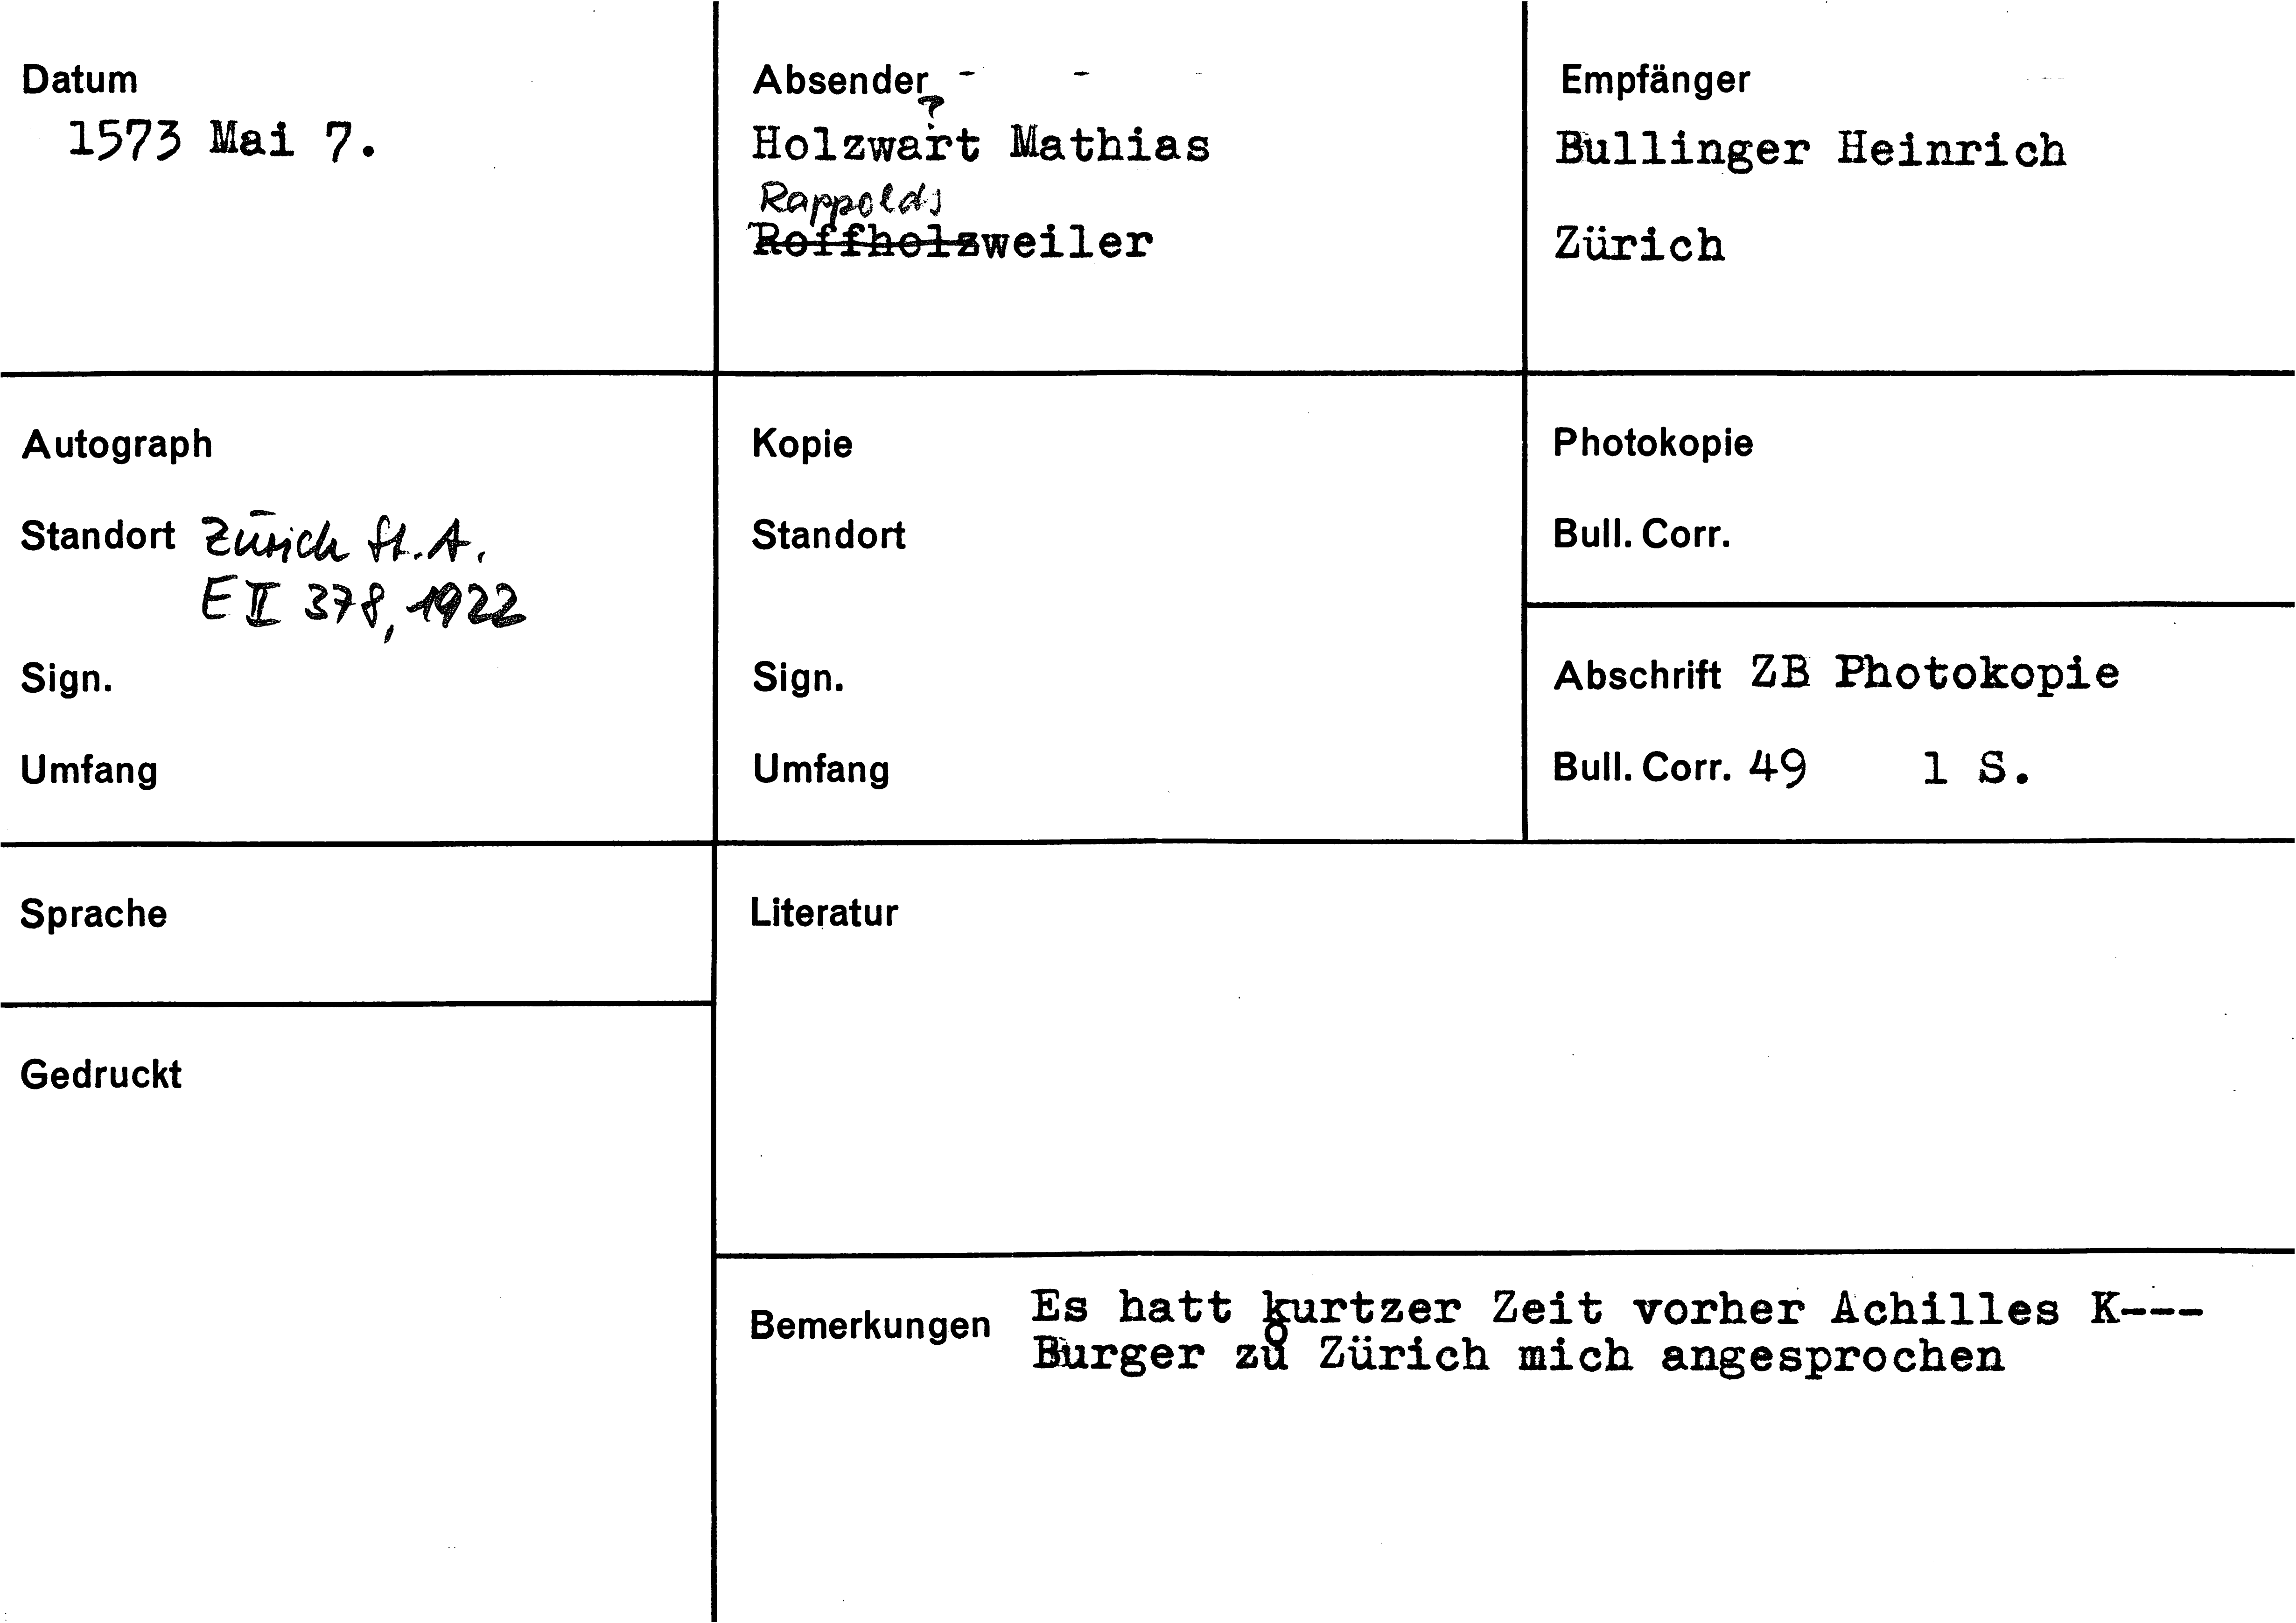 Datum
1573 Mai 7.
Absender
?
Holzwart Mathias
Rappolds
Roffholzweiler
Empfänger
Bullinger Heinrich
Zürich
Autograph
Standort Zürich St. A.
E II 378, 1922
Sign.
Umfang
Kopie
Standort
Sign.
Umfang
Photokopie
Bull. Corr.
Abschrift ZB Photokopie
Bull. Corr. 49 1 S.
Sprache
Gedruckt
Literatur
Bemerkungen Es hatt kurtzer Zeit vorher Achilles K---
Burger zů Zürich mich angesprochen